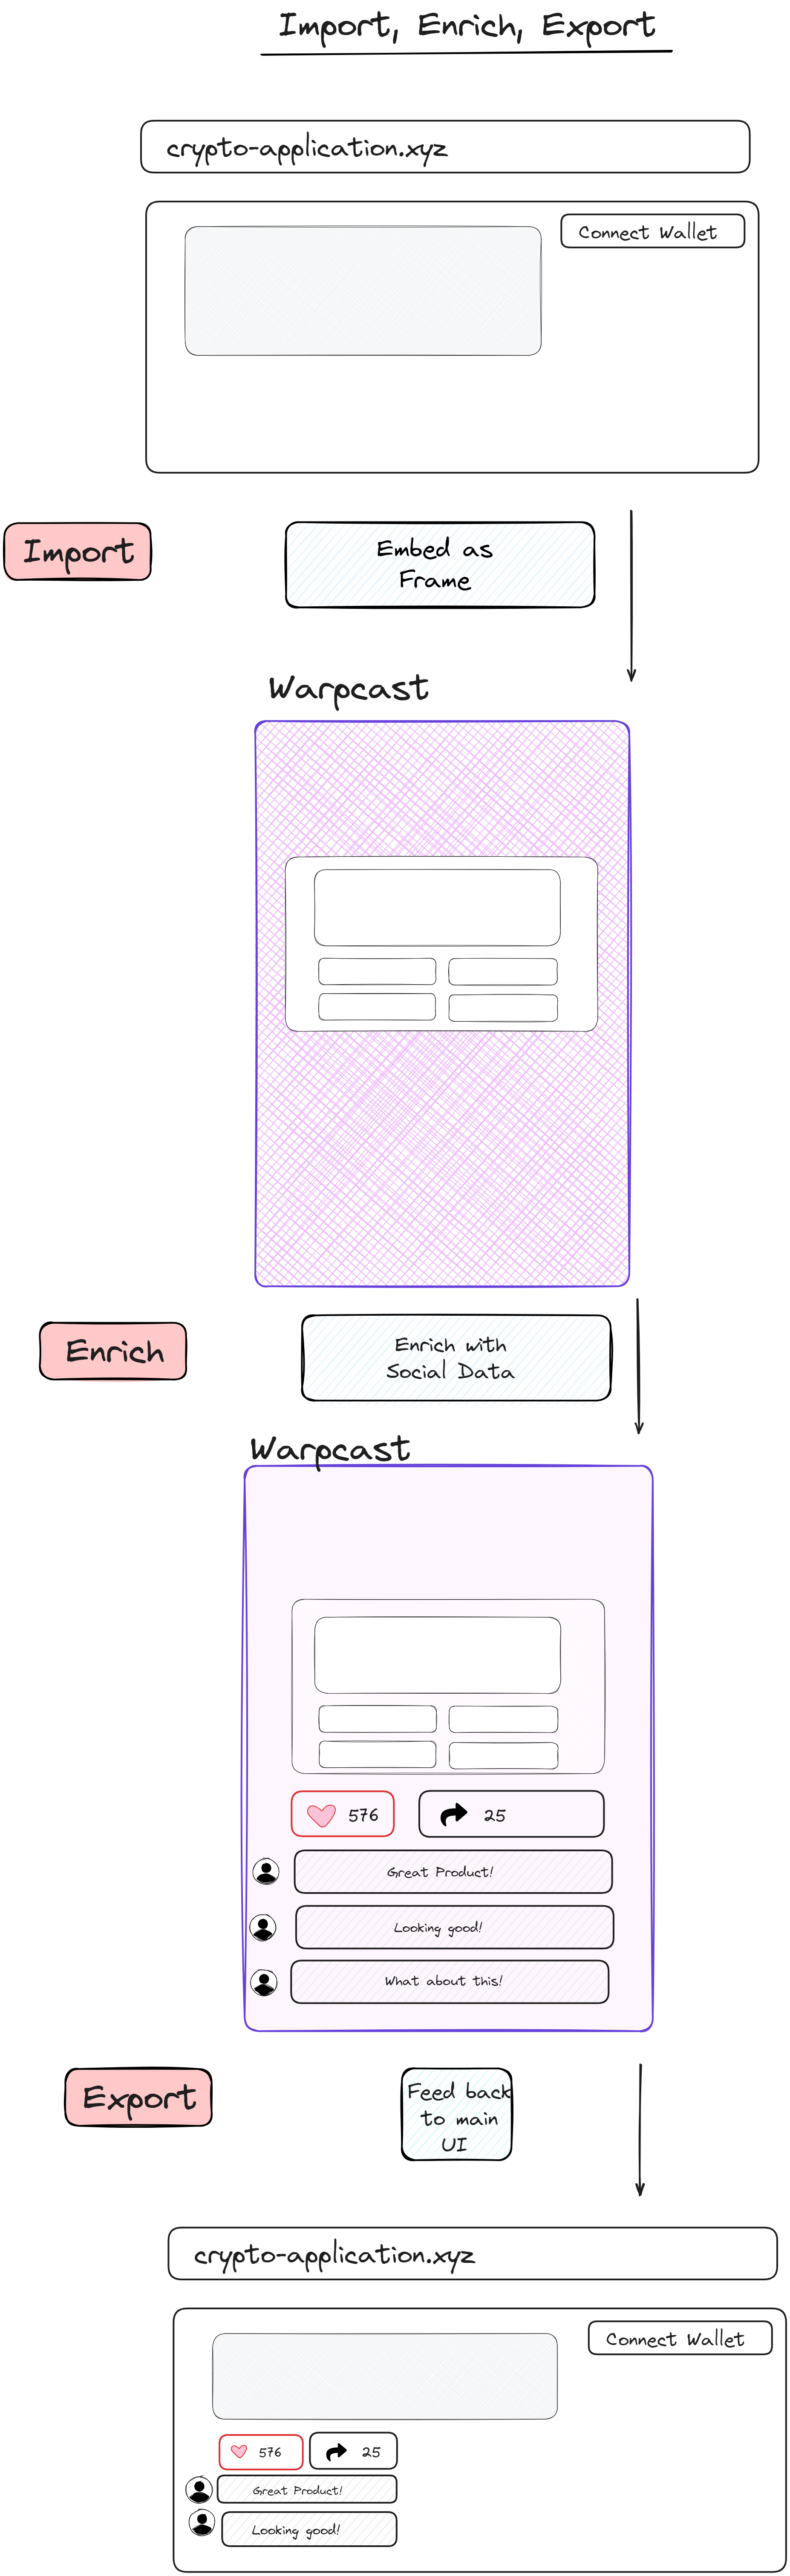 Import, Enrich, Export
crypto-application.xyz
Connect Wallet
Import
Embed as
Frame
Warpcast
Enrich
Enrich with
Social Data
Warpcast
576
25
Great Product!
Looking good!
What about this!
Export
Feed back
to main
UI
crypto-application.xyz
Connect Wallet
576
25
Great Product!
Looking good!